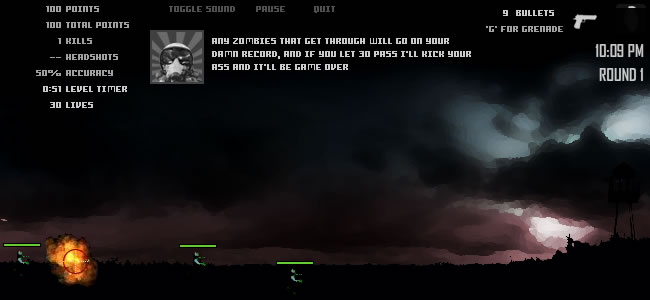 100 POINTS
100 TOTAL POINTS
1 KILLS
-- HEADSHOTS
50% ACCURACY
0:51 LEVEL TIMER
30 LIVES
TOGGLE SOUND PAUSE QUIT
ANY ZOMBIES THAT GET THROUGH WILL GO ON YOUR
DAMN RECORD, AND IF YOU LET 30 PASS I'LL KICK YOUR
ASS AND IT'LL BE GAME OVER
9 BULLETS
'G' FOR GRENADE
10:09 PM
ROUND 1